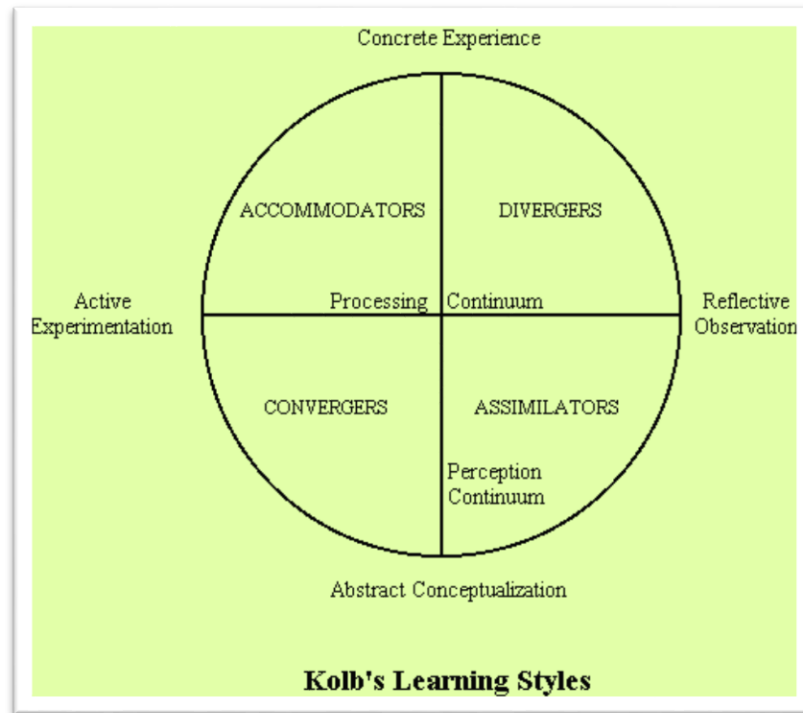 Concrete Experience
ACCOMMODATORS
DIVERGERS
Processing Continuum
Active
Experimentation
Reflective
Observation
CONVERGERS
ASSIMILATORS
Perception
Continuum
Abstract Conceptualization
Kolb's Learning Styles